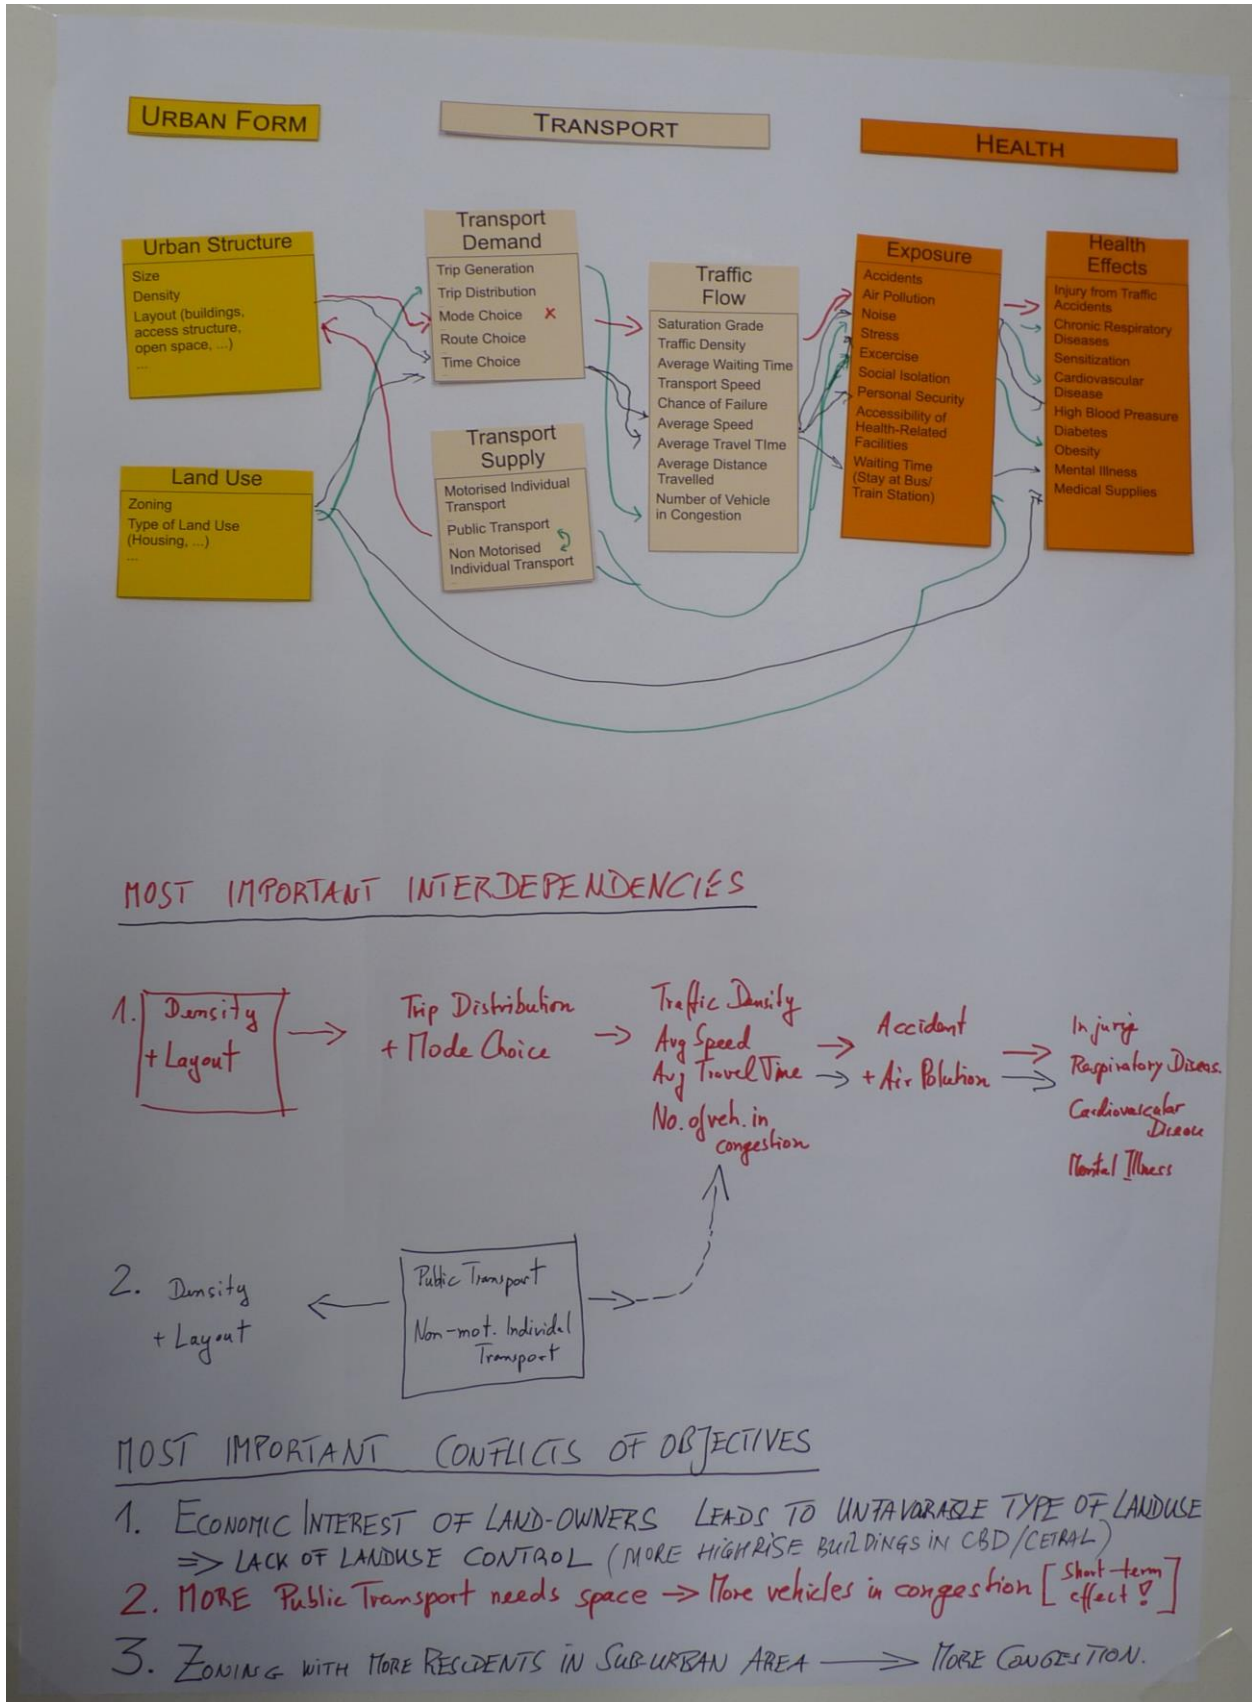 URBAN FORM
TRANSPORT
HEALTH
Urban Structure
Size
Density
Layout (buildings,
access structure,
open space, ...)
...
Land Use
Zoning
Type of Land Use
(Housing, ...)
...
Transport
Demand
Trip Generation
Trip Distribution
Mode Choice x
Route Choice
Time Choice
Transport
Supply
Motorised Individual
Transport
Public Transport
Non Motorised
Individual Transport
Traffic
Flow
Saturation Grade
Traffic Density
Average Waiting Time
Transport Speed
Chance of Failure
Average Speed
Average Travel TIme
Average Distance
Travelled
Number of Vehicle
in Congestion
Exposure
Accidents
Air Pollution
Noise
Stress
Excercise
Social Isolation
Personal Security
Accessibility of
Health-Related
Facilities
Waiting Time
(Stay at Bus/
Train Station)
Health
Effects
Injury from Traffic
Accidents
Chronic Respiratory
Diseases
Sensitization
Cardiovascular
Disease
High Blood Preasure
Diabetes
Obesity
Mental Illness
Medical Supplies
MOST IMPORTANT INTERDEPENDENCIES
1. Density
+ Layout
→
Trip Distribution
+ Mode Choice
→
Traffic Density
Avg Speed
Avg Travel Time
No. of veh. in
congestion
→
→
Accident
+ Air Polution
→
→
Injurie
Respiratory Diseas.
Cardiovascular
Mental Illness
2. Density
+ Layout
←
Public Transport
Non-mot. Individal
Transport
→
MOST IMPORTANT CONFLICTS OF OBJECTIVES
1. ECONOMIC INTEREST OF LAND-OWNERS LEADS TO UNFAVORABLE TYPE OF LANDUSE
⇒ LACK OF LANDUSE CONTROL (MORE HIGHRISE BUILDINGS IN CBD/CETRAL)
2. MORE Public Transport needs space → More vehicles in congestion [short-term
effect!]
3. ZONING WITH MORE RESIDENTS IN SUB-URBAN AREA → MORE CONGESTION.